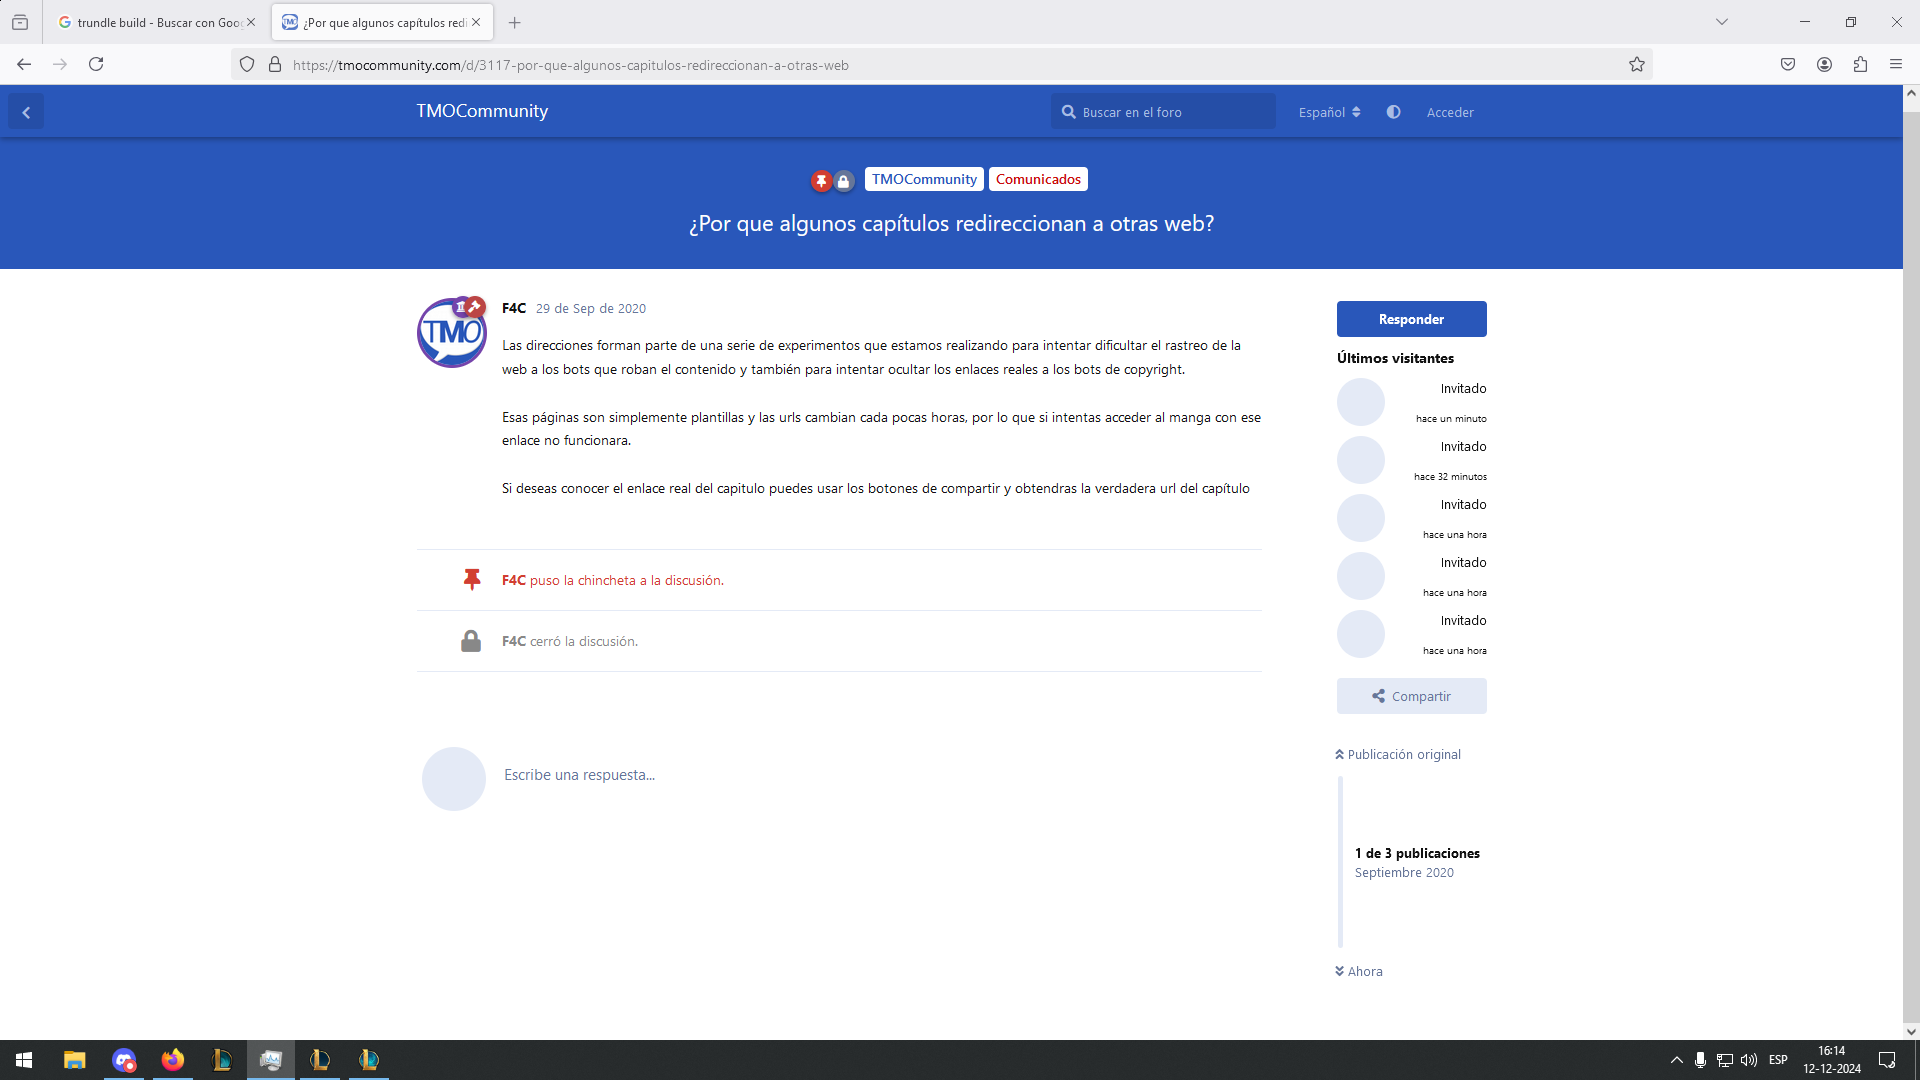 trundle build - Buscar con Goo
¿Por que algunos capítulos redi
https://tmocommunity.com/d/3117-por-que-algunos-capitulos-redireccionan-a-otras-web
TMOCommunity
Buscar en el foro
Español
Acceder
TMOCommunity
Comunicados
¿Por que algunos capítulos redireccionan a otras web?
TMO
F4C 29 de Sep de 2020
Las direcciones forman parte de una serie de experimentos que estamos realizando para intentar dificultar el rastreo de la
web a los bots que roban el contenido y también para intentar ocultar los enlaces reales a los bots de copyright.
Esas páginas son simplemente plantillas y las urls cambian cada pocas horas, por lo que si intentas acceder al manga con ese
enlace no funcionara.
Si deseas conocer el enlace real del capitulo puedes usar los botones de compartir y obtendras la verdadera url del capítulo
F4C puso la chincheta a la discusión.
F4C cerró la discusión.
Escribe una respuesta...
Responder
Últimos visitantes
Invitado
hace un minuto
Invitado
hace 32 minutos
Invitado
hace una hora
Invitado
hace una hora
Invitado
hace una hora
Compartir
Publicación original
1 de 3 publicaciones
Septiembre 2020
Ahora
ESP
16:14
12-12-2024